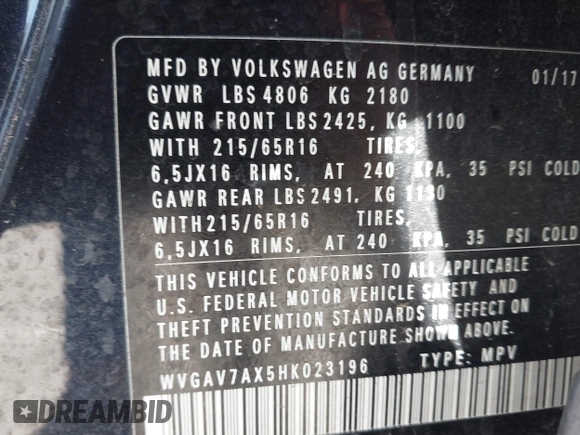 MFD BY VOLKSWAGEN AG GERMANY 01/17
GVWR LBS 4806 KG 2180
GAWR FRONT LBS 2425, KG 1100
WITH 215/65R16 TIRES,
6,5JX16 RIMS, AT 240 KPA, 35 PSI COLD
GAWR REAR LBS 2491, KG 1130
WITH 215/65R16 TIRES,
6,5JX16 RIMS, AT 240 KPA, 35 PSI COLD
THIS VEHICLE CONFORMS TO ALL APPLICABLE
U.S. FEDERAL MOTOR VEHICLE SAFETY AND
THEFT PREVENTION STANDARDS IN EFFECT ON
THE DATE OF MANUFACTURE SHOWN ABOVE.
WVGAV7AX5HK023196 TYPE: MPV
DREAMBID